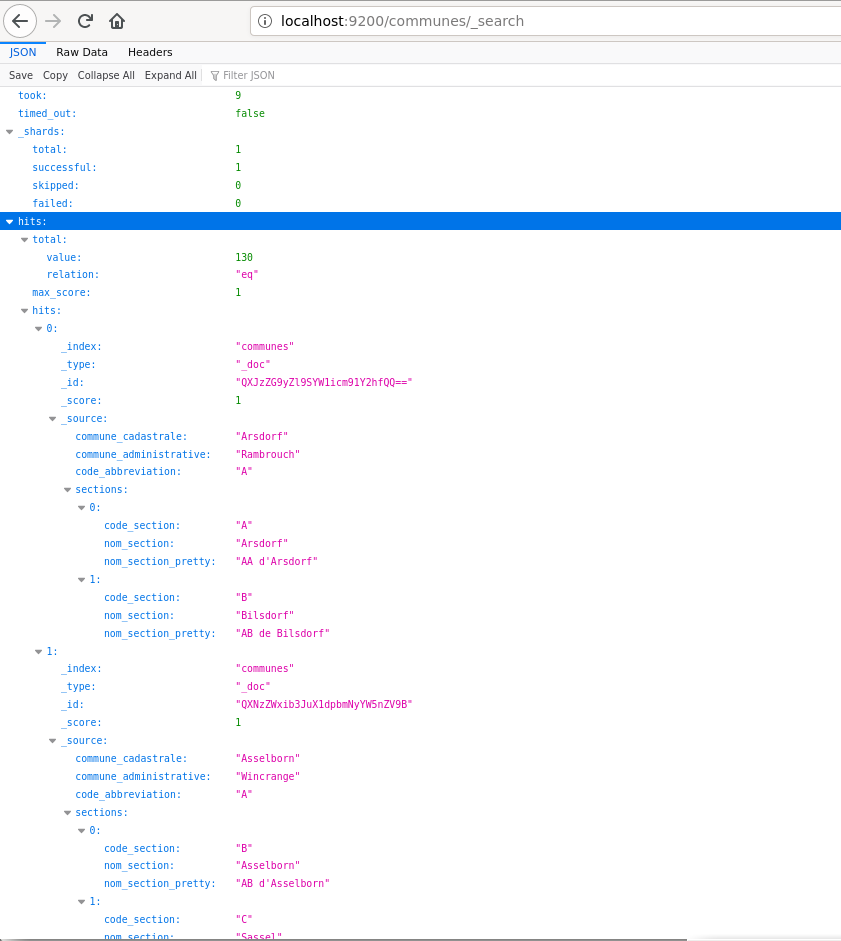 localhost:9200/communes/_search
JSON Raw Data Headers
Save Copy Collapse All Expand All Filter JSON
took: 9
timed_out: false
_shards:
total: 1
successful: 1
skipped: 0
failed: 0
hits:
total:
value: 130
relation: "eq"
max_score: 1
hits:
0:
_index: "communes"
_type: "_doc"
_id: "QXJzZG9yZl9SYW1icm91Y2hfQQ=="
_score: 1
_source:
commune_cadastrale: "Arsdorf"
commune_administrative: "Rambrouch"
code_abbreviation: "A"
sections:
0:
code_section: "A"
nom_section: "Arsdorf"
nom_section_pretty: "AA d'Arsdorf"
1:
code_section: "B"
nom_section: "Bilsdorf"
nom_section_pretty: "AB de Bilsdorf"
1:
_index: "communes"
_type: "_doc"
_id: "QXNzZWxib3JuX1dpbmNyYW5nZV9B"
_score: 1
_source:
commune_cadastrale: "Asselborn"
commune_administrative: "Wincrange"
code_abbreviation: "A"
sections:
0:
code_section: "B"
nom_section: "Asselborn"
nom_section_pretty: "AB d'Asselborn"
1:
code_section: "C"
nom_section: "Sassel"